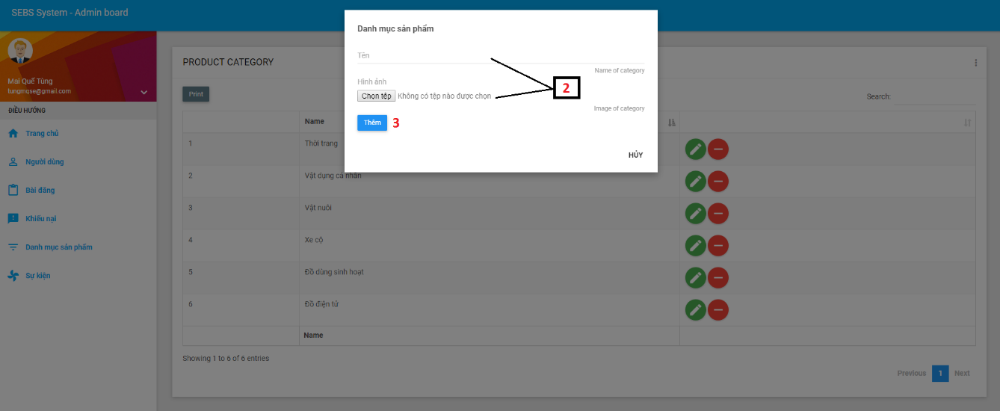 SEBS System - Admin board
Mai Quế Tùng
tungmqse@gmail.com
ĐIỀU HƯỚNG
Trang chủ
Người dùng
Bài đăng
Khiếu nại
Danh mục sản phẩm
Sự kiện
Danh mục sản phẩm
Tên
Name of category
Hình ảnh
Chọn tệp Không có tệp nào được chọn
Image of category
2
Thêm 3
HỦY
PRODUCT CATEGORY
Print
Search:
Name
1 Thời trang
2 Vật dụng cá nhân
3 Vật nuôi
4 Xe cộ
5 Đồ dùng sinh hoạt
6 Đồ điện tử
Name
Showing 1 to 6 of 6 entries
Previous 1 Next